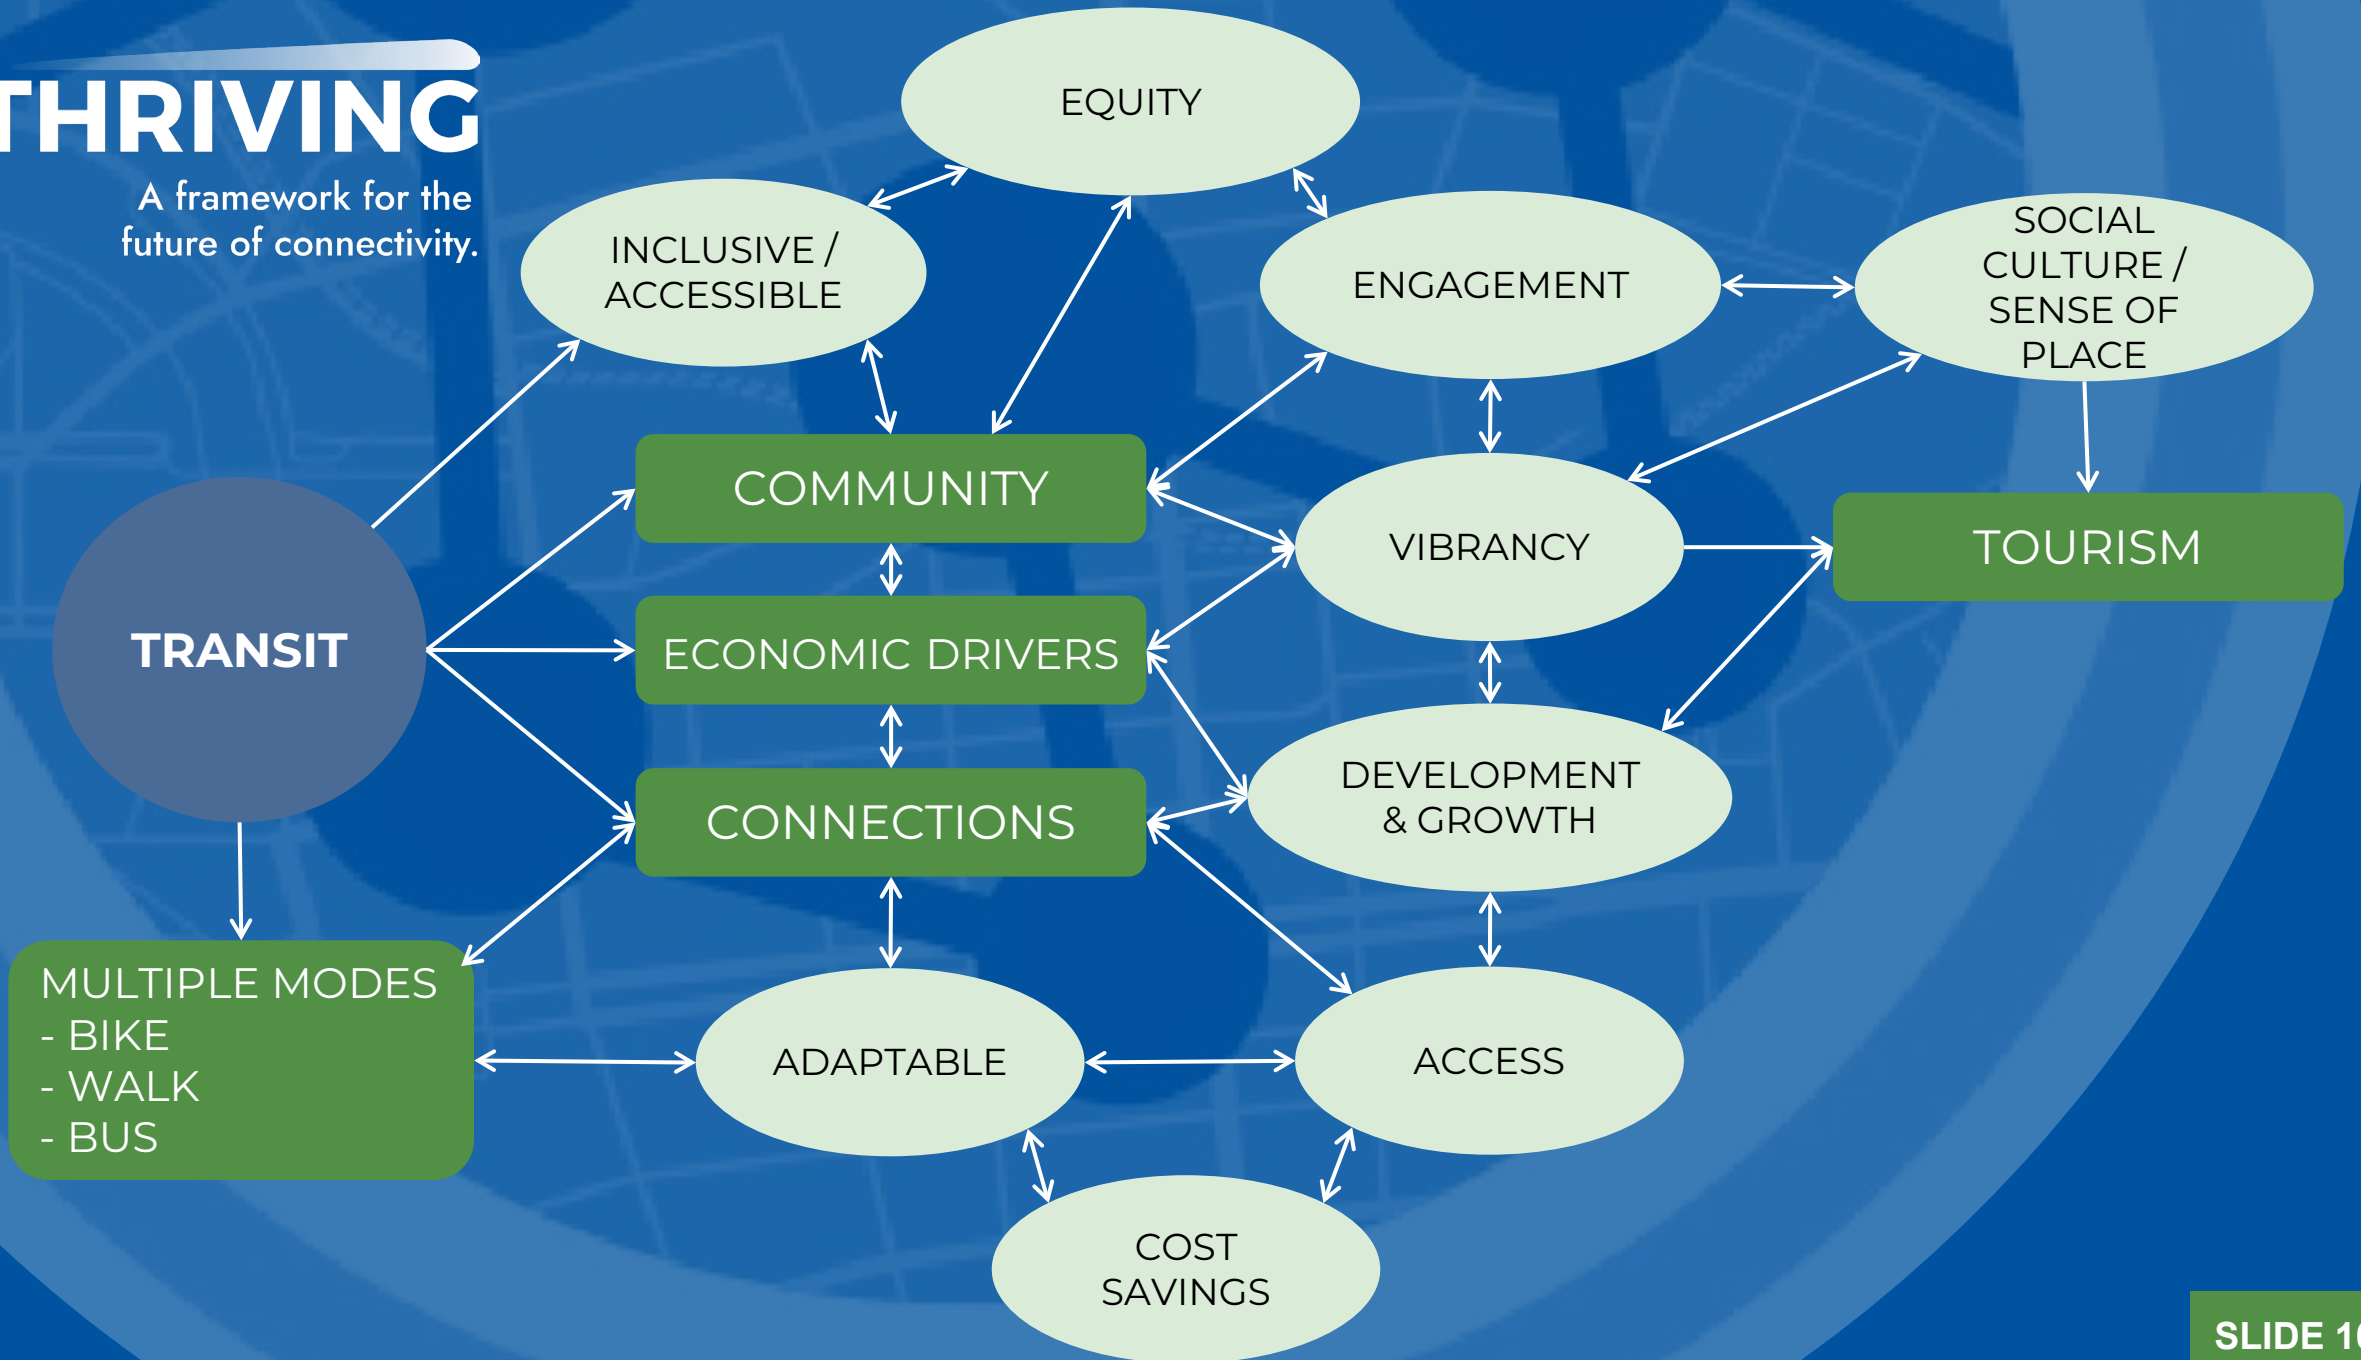 THRIVING
A framework for the
future of connectivity.
EQUITY
INCLUSIVE /
ACCESSIBLE
ENGAGEMENT
SOCIAL
CULTURE /
SENSE OF
PLACE
COMMUNITY
VIBRANCY
TOURISM
TRANSIT
ECONOMIC DRIVERS
CONNECTIONS
DEVELOPMENT
& GROWTH
MULTIPLE MODES
- BIKE
- WALK
- BUS
ADAPTABLE
ACCESS
COST
SAVINGS
SLIDE